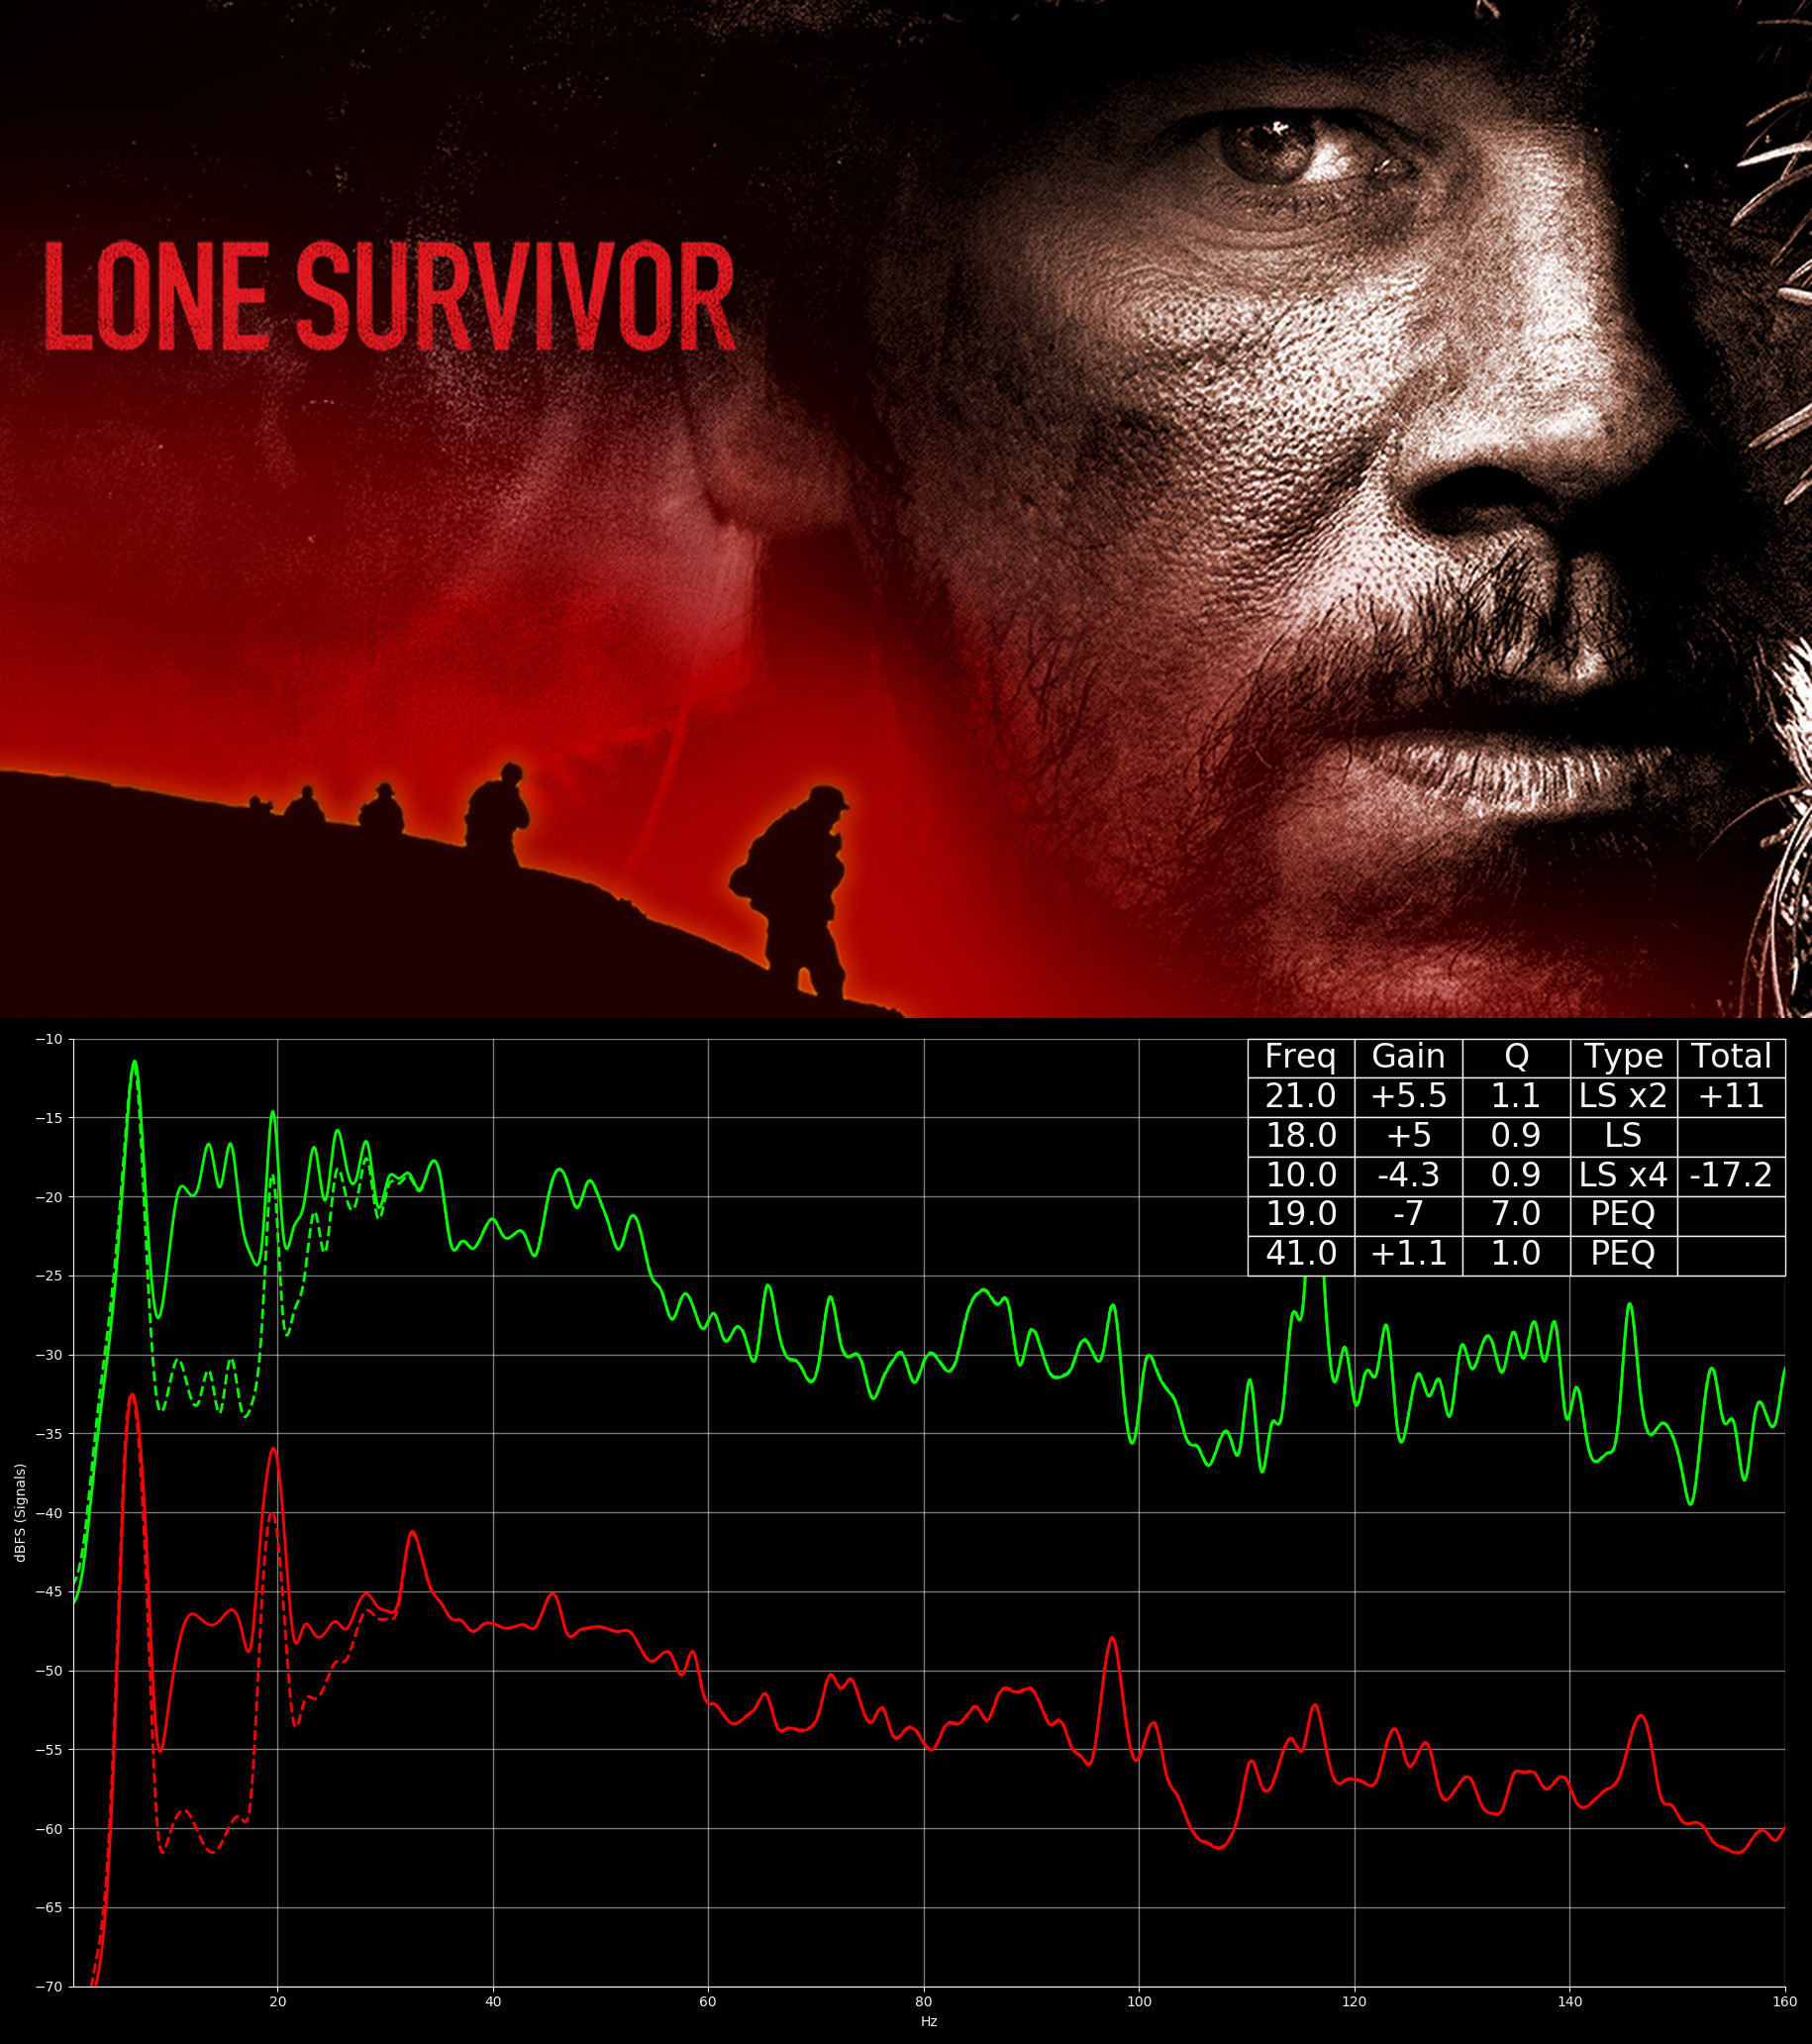 LONE SURVIVOR
Freq Gain Q Type Total
21.0 +5.5 1.1 LS x2 +11
18.0 +5 0.9 LS
10.0 -4.3 0.9 LS x4 -17.2
19.0 -7 7.0 PEQ
41.0 +1.1 1.0 PEQ
−10
−15
−20
−25
−30
−35
−40
−45
−50
−55
−60
−65
−70
dBFS (Signals)
20 40 60 80 100 120 140 160
Hz